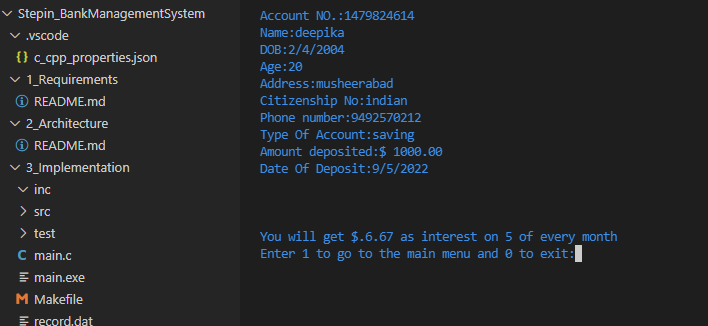 Stepin_BankManagementSystem
.vscode
{} c_cpp_properties.json
1_Requirements
README.md
2_Architecture
README.md
3_Implementation
inc
src
test
C main.c
main.exe
M Makefile
record.dat
Account NO.:1479824614
Name:deepika
DOB:2/4/2004
Age:20
Address:musheerabad
Citizenship No:indian
Phone number:9492570212
Type Of Account:saving
Amount deposited:$ 1000.00
Date Of Deposit:9/5/2022
You will get $.6.67 as interest on 5 of every month
Enter 1 to go to the main menu and 0 to exit: